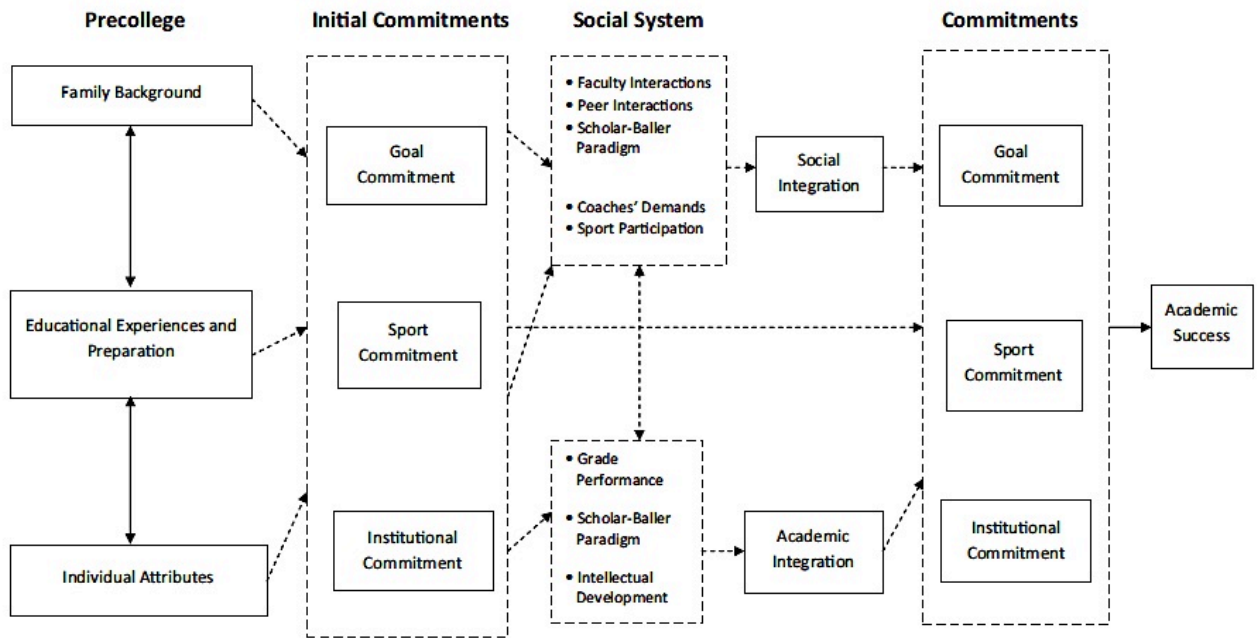 Precollege
Initial Commitments
Social System
Commitments
Family Background
Educational Experiences and
Preparation
Individual Attributes
Goal
Commitment
Sport
Commitment
Institutional
Commitment
• Faculty Interactions
• Peer Interactions
• Scholar-Baller
Paradigm
• Coaches’ Demands
• Sport Participation
• Grade
Performance
• Scholar-Baller
Paradigm
• Intellectual
Development
Social
Integration
Academic
Integration
Goal
Commitment
Sport
Commitment
Institutional
Commitment
Academic
Success